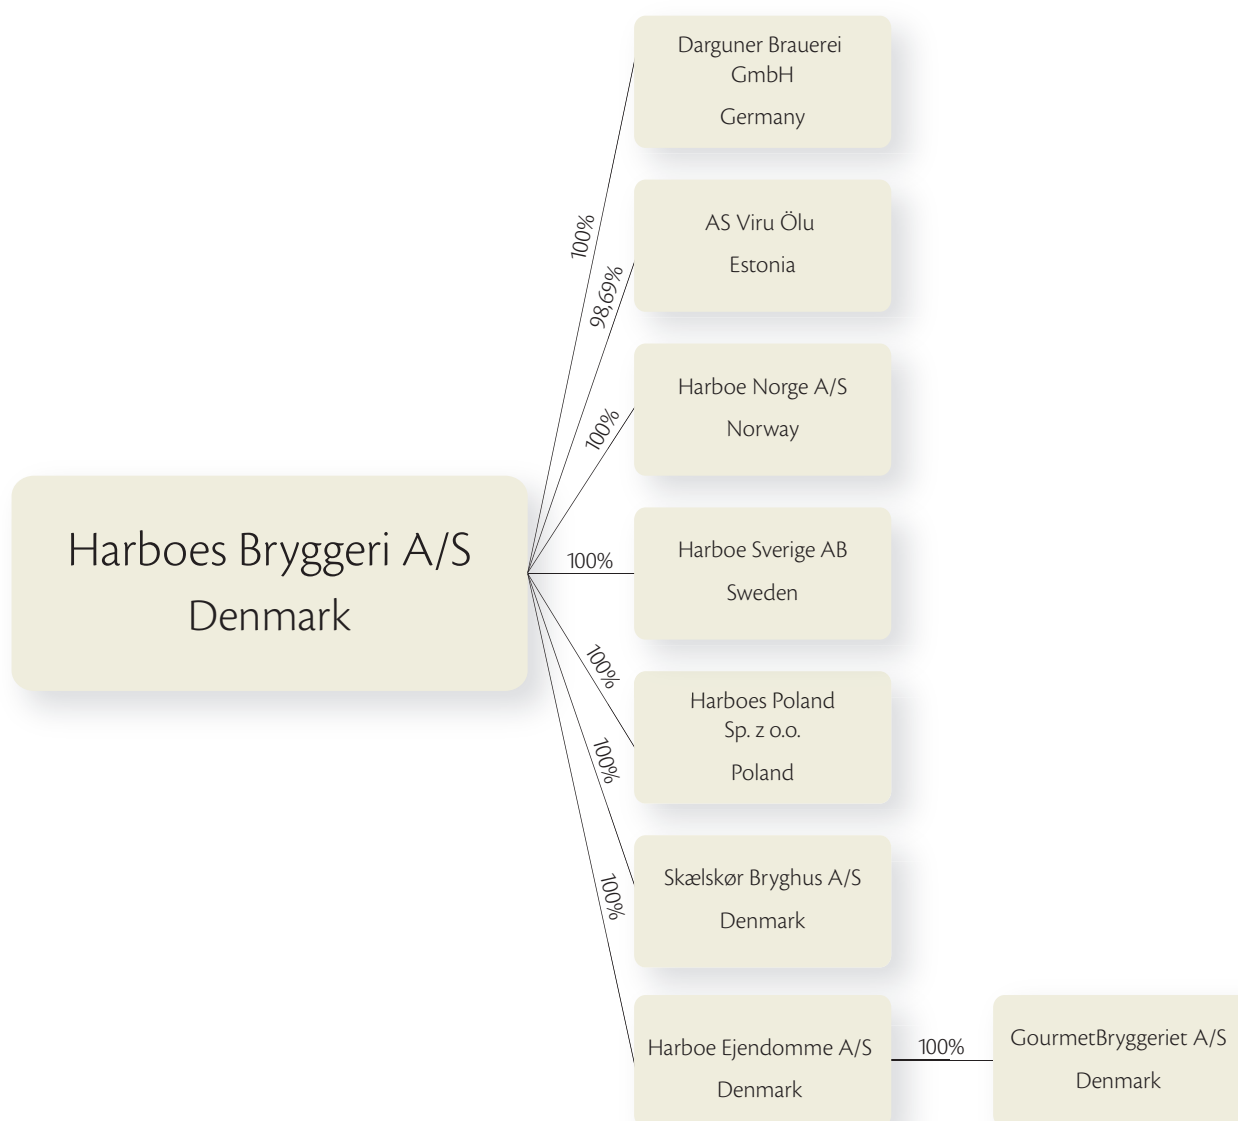 Darguner Brauerei
GmbH
Germany
100%
AS Viru Ölu
Estonia
98,69%
Harboe Norge A/S
Norway
100%
Harboes Bryggeri A/S
Denmark
100%
Harboe Sverige AB
Sweden
100%
Harboes Poland
Sp. z o.o.
Poland
100%
Skælskør Bryghus A/S
Denmark
100%
Harboe Ejendomme A/S
Denmark
100%
GourmetBryggeriet A/S
Denmark